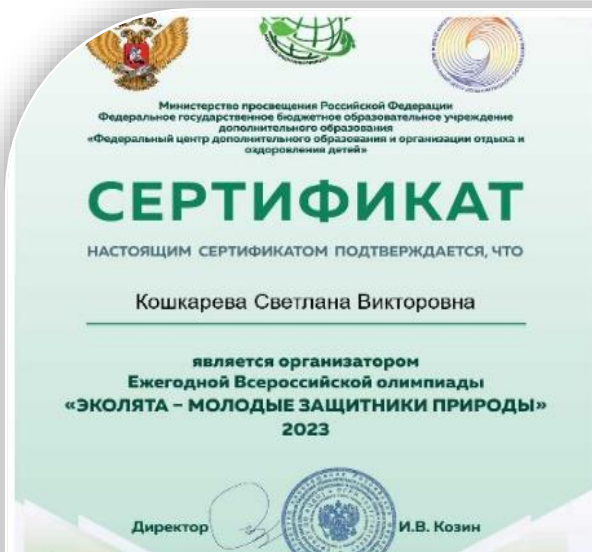 Министерство просвещения Российской Федерации
Федеральное государственное бюджетное образовательное учреждение
дополнительного образования
«Федеральный центр дополнительного образования и организации отдыха и
оздоровления детей»
СЕРТИФИКАТ
НАСТОЯЩИМ СЕРТИФИКАТОМ ПОДТВЕРЖДАЕТСЯ, ЧТО
Кошкарева Светлана Викторовна
является организатором
Ежегодной Всероссийской олимпиады
«ЭКОЛЯТА – МОЛОДЫЕ ЗАЩИТНИКИ ПРИРОДЫ»
2023
Директор И.В. Козин